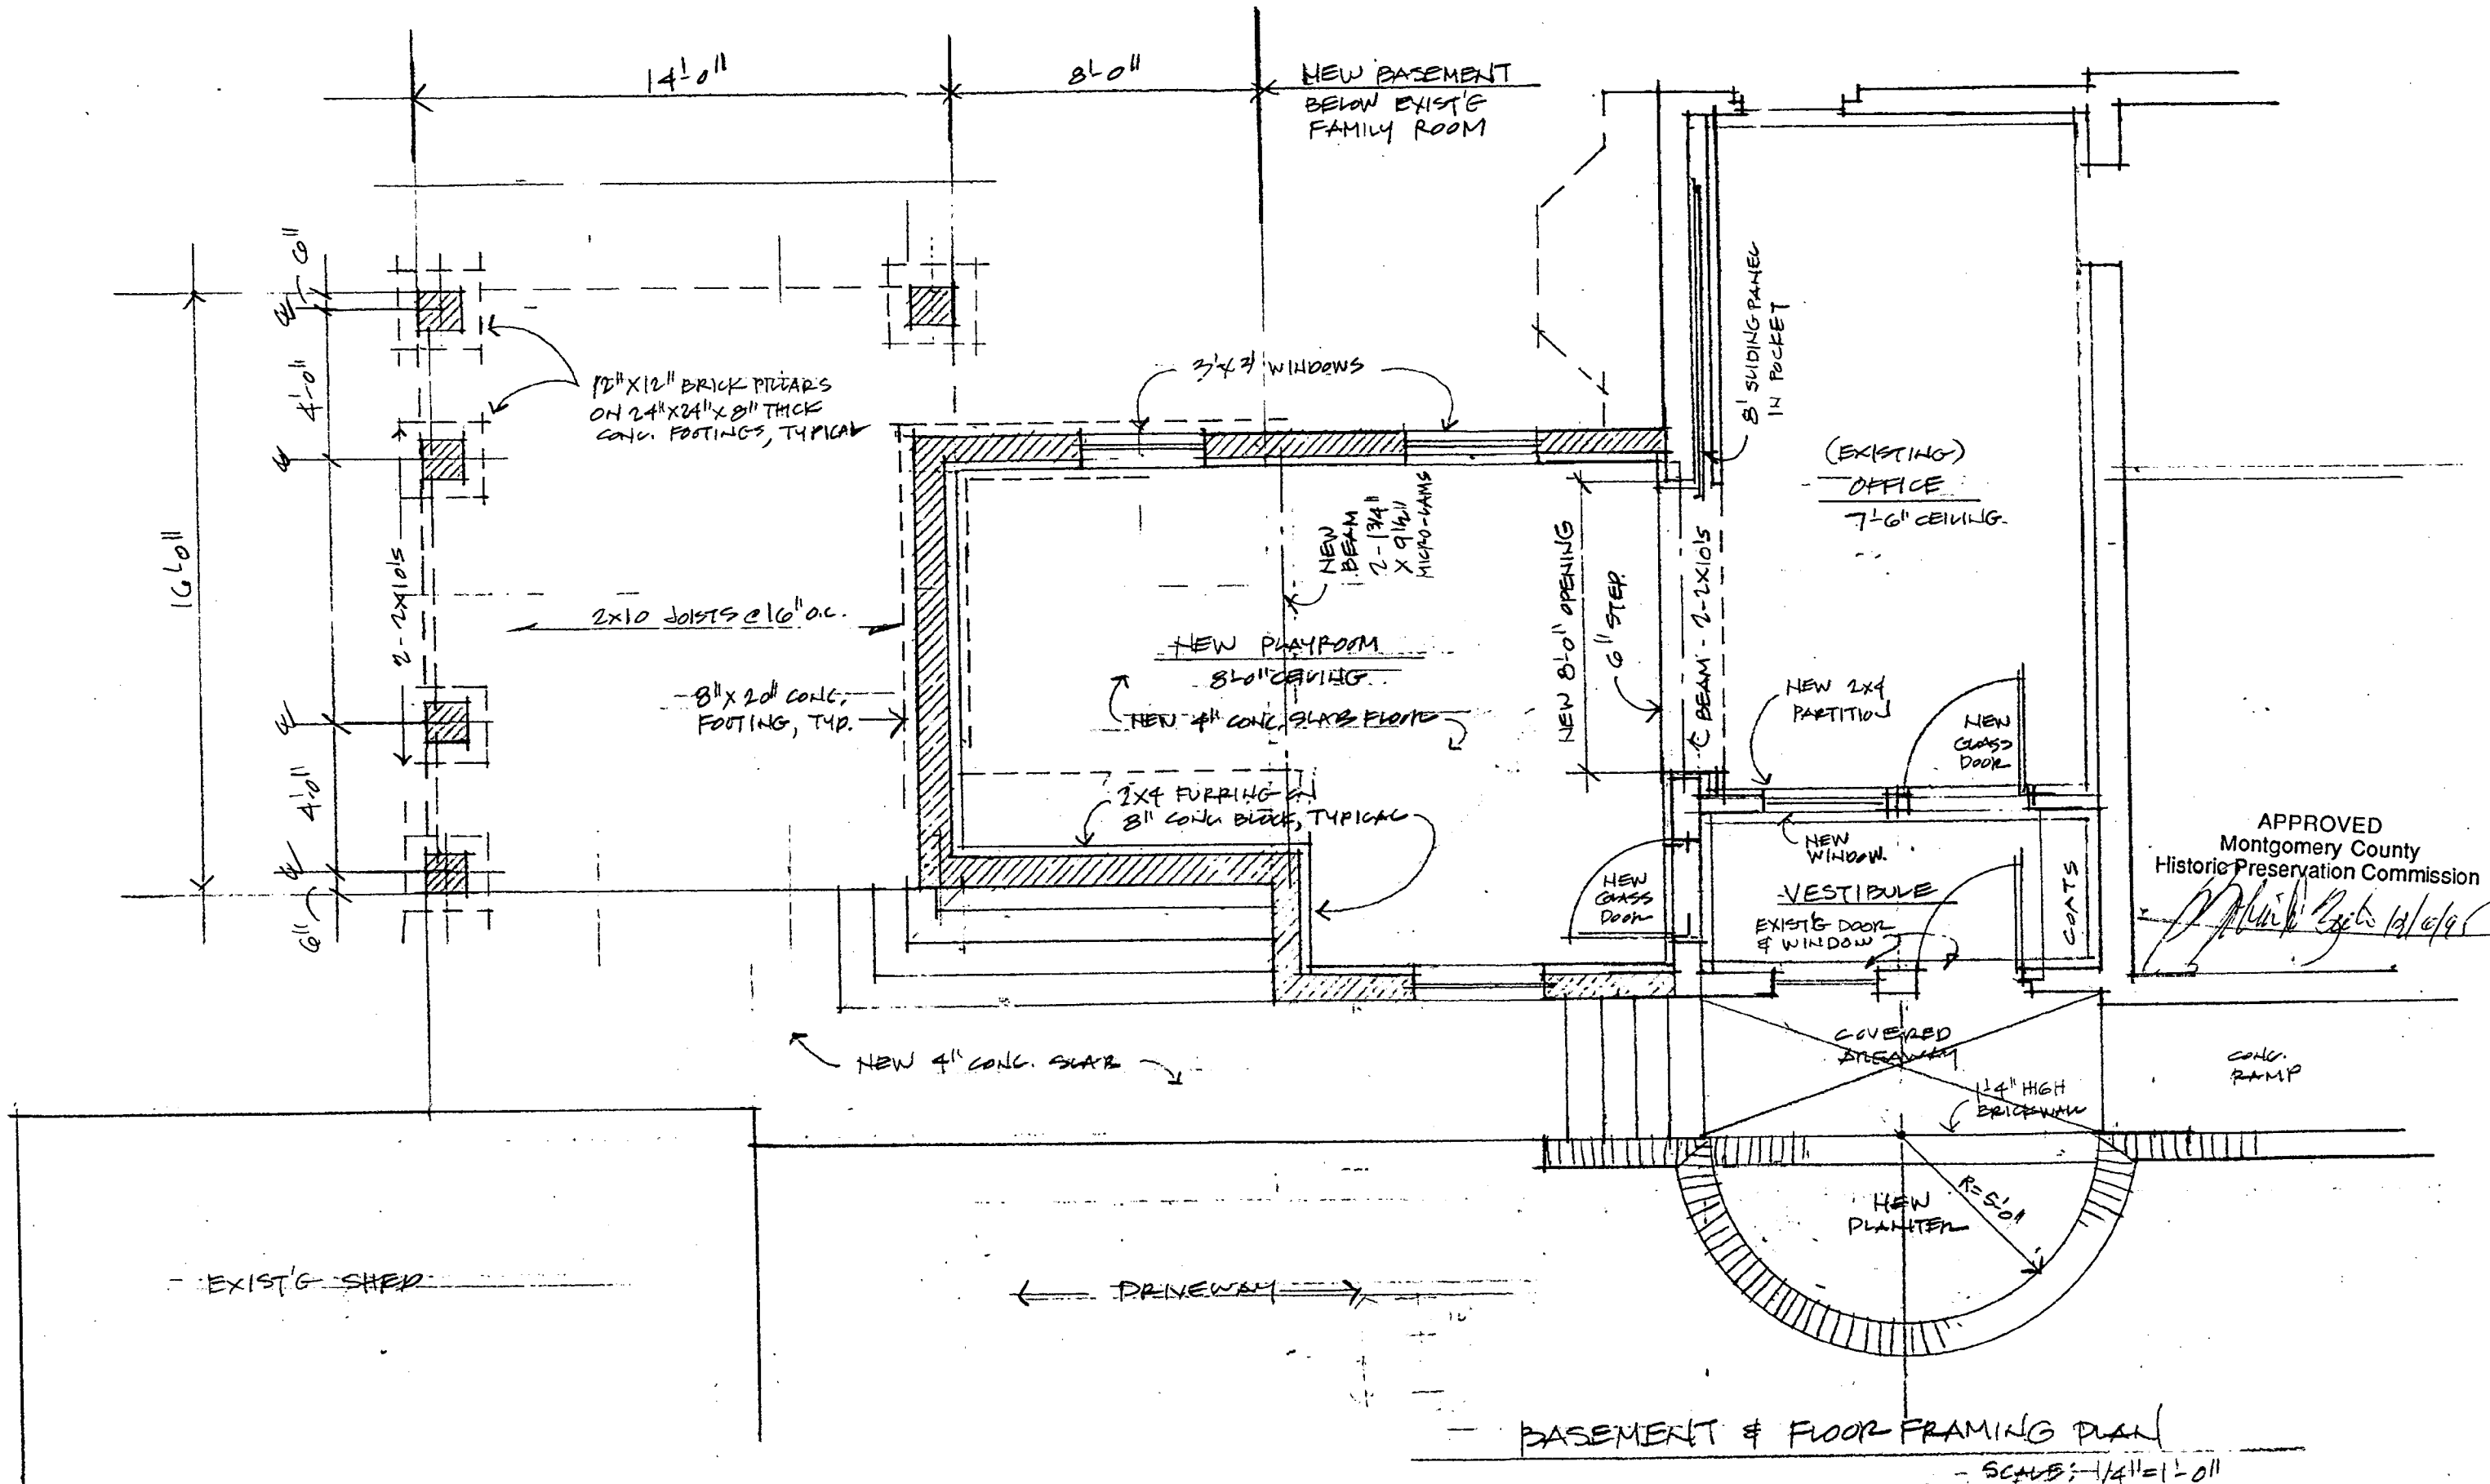 14'-0"
8'-0"
NEW BASEMENT
BELOW EXIST'G
FAMILY ROOM
6"
4'-0"
16'-0"
4'-0"
6"
12"X12" BRICK PILLARS
ON 24"X24"X8" THICK
CONC. FOOTINGS, TYPICAL
2-2X10'S
2X10 JOISTS @ 16" O.C.
8"X20" CONC.
FOOTING, TYP.
3'X3' WINDOWS
NEW
BEAM
2-1 3/4"
X 9 1/2"
MICRO-LAMS
NEW PLAYROOM
8'-0" CEILING
NEW 4" CONC. SLAB FLOOR
2X4 FURRING ON
8" CONC. BLOCK, TYPICAL
NEW 8'-0" OPENING
6" STEP
BEAM - 2-2X10'S
8' SLIDING PANEL
IN POCKET
(EXISTING)
OFFICE
7'-6" CEILING
NEW 2X4
PARTITION
NEW
GLASS
DOOR
NEW
WINDOW
NEW
GLASS
DOOR
VESTIBULE
EXIST'G DOOR
& WINDOW
COATS
APPROVED
Montgomery County
Historic Preservation Commission
NEW 4" CONC. SLAB
COVERED
AREAWAY
1'-4" HIGH
BRICK WALL
CONC.
RAMP
NEW
PLANTER
R=5'-0"
EXIST'G SHED
DRIVEWAY
BASEMENT & FLOOR FRAMING PLAN
SCALE: 1/4"=1'-0"